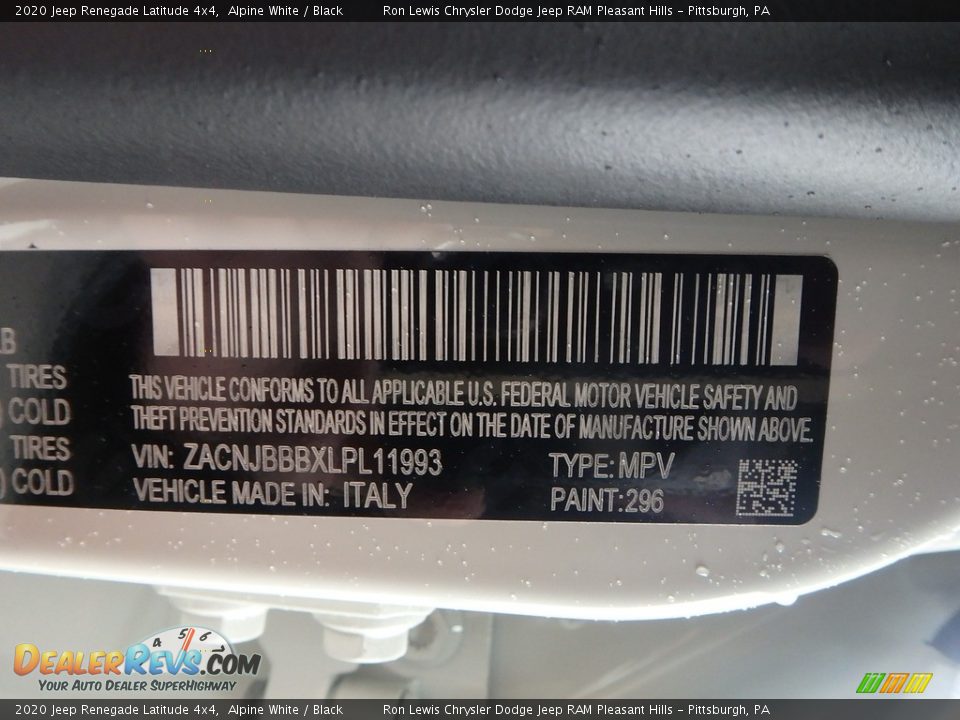 2020 Jeep Renegade Latitude 4x4,  Alpine White / Black        Ron Lewis Chrysler Dodge Jeep RAM Pleasant Hills - Pittsburgh, PA
THIS VEHICLE CONFORMS TO ALL APPLICABLE U.S. FEDERAL MOTOR VEHICLE SAFETY AND
THEFT PREVENTION STANDARDS IN EFFECT ON THE DATE OF MANUFACTURE SHOWN ABOVE.
TIRES
COLD
TIRES
COLD
VIN: ZACNJBBBXLPL11993
TYPE: MPV
VEHICLE MADE IN: ITALY
PAINT: 296
4 5 6
DEALERREVS.COM
YOUR AUTO DEALER SUPERHIGHWAY
2020 Jeep Renegade Latitude 4x4,  Alpine White / Black        Ron Lewis Chrysler Dodge Jeep RAM Pleasant Hills - Pittsburgh, PA